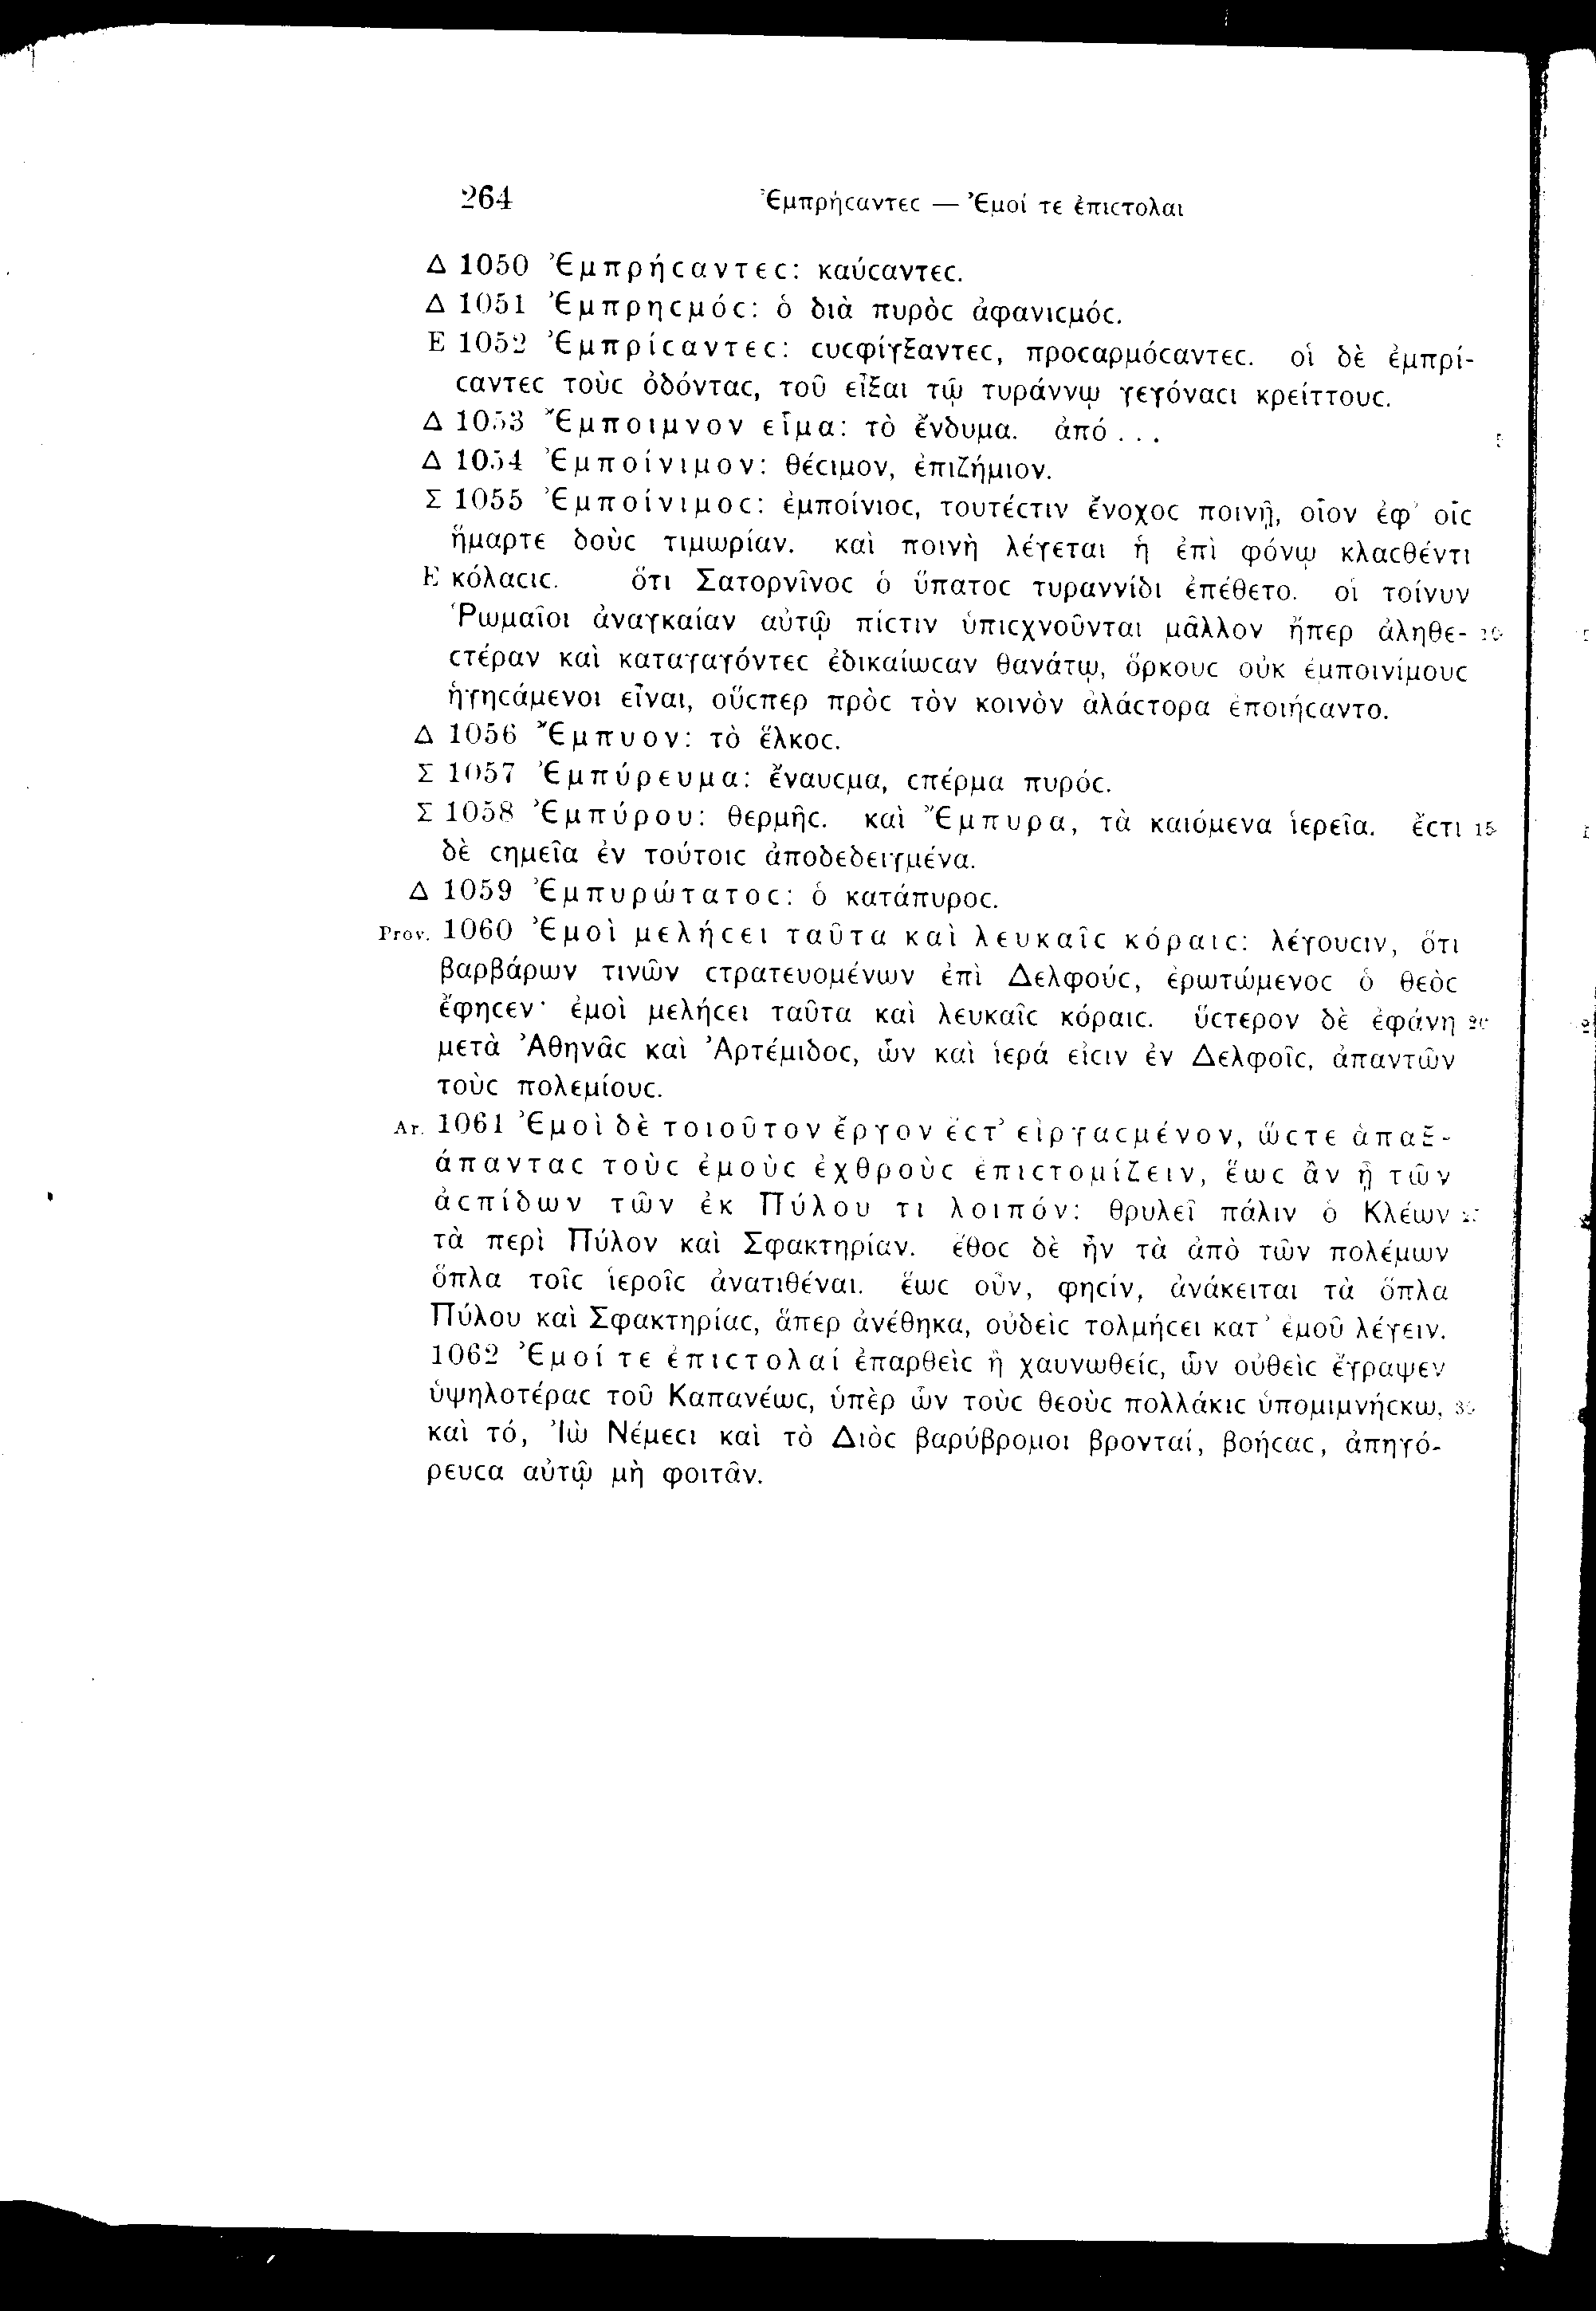 264 Ἐμπρήϲαντεϲ — Ἐμοί τε ἐπιϲτολαι
Δ 1050 Ἐμπρήϲαντεϲ: καύϲαντεϲ.
Δ 1051 Ἐμπρηϲμόϲ: ὁ διὰ πυρὸϲ ἀφανιϲμόϲ.
E 1052 Ἐμπρίϲαντεϲ: ϲυϲφίγξαντεϲ, προϲαρμόϲαντεϲ. οἱ δὲ ἐμπρί-
ϲαντεϲ τοὺϲ ὀδόνταϲ, τοῦ εἶξαι τῷ τυράννῳ γεγόναϲι κρείττουϲ.
Δ 1053 Ἔμποιμνον εἷμα: τὸ ἔνδυμα. ἀπό ... 5
Δ 1054 Ἐμποίνιμον: θέϲιμον, ἐπιζήμιον.
Σ 1055 Ἐμποίνιμοϲ: ἐμποίνιοϲ, τουτέϲτιν ἔνοχοϲ ποινῇ, οἷον ἐφ' οἷϲ
ἥμαρτε δοὺϲ τιμωρίαν. καὶ ποινὴ λέγεται ἡ ἐπὶ φόνῳ κλαϲθέντι
E κόλαϲιϲ. ὅτι Σατορνῖνοϲ ὁ ὕπατοϲ τυραννίδι ἐπέθετο. οἱ τοίνυν
Ῥωμαῖοι ἀναγκαίαν αὐτῷ πίϲτιν ὑπιϲχνοῦνται μᾶλλον ἤπερ ἀληθε- 10
ϲτέραν καὶ καταγαγόντεϲ ἐδικαίωϲαν θανάτῳ, ὅρκουϲ οὐκ ἐμποινίμουϲ
ἡγηϲάμενοι εἶναι, οὕϲπερ πρὸϲ τὸν κοινὸν ἀλάϲτορα ἐποιήϲαντο.
Δ 1056 Ἔμπυον: τὸ ἕλκοϲ.
Σ 1057 Ἐμπύρευμα: ἔναυϲμα, ϲπέρμα πυρόϲ.
Σ 1058 Ἐμπύρου: θερμῆϲ. καὶ Ἔμπυρα, τὰ καιόμενα ἱερεῖα. ἔϲτι 15
δὲ ϲημεῖα ἐν τούτοιϲ ἀποδεδειγμένα.
Δ 1059 Ἐμπυρώτατοϲ: ὁ κατάπυροϲ.
Prov. 1060 Ἐμοὶ μελήϲει ταῦτα καὶ λευκαῖϲ κόραιϲ: λέγουϲιν, ὅτι
βαρβάρων τινῶν ϲτρατευομένων ἐπὶ Δελφούϲ, ἐρωτώμενοϲ ὁ θεὸϲ
ἔφηϲεν· ἐμοὶ μελήϲει ταῦτα καὶ λευκαῖϲ κόραιϲ. ὕϲτερον δὲ ἐφάνη 20
μετὰ Ἀθηνᾶϲ καὶ Ἀρτέμιδοϲ, ὧν καὶ ἱερά εἰϲιν ἐν Δελφοῖϲ, ἀπαντῶν
τοὺϲ πολεμίουϲ.
Ar. 1061 Ἐμοὶ δὲ τοιοῦτον ἔργον ἐϲτ' εἰργαϲμένον, ὥϲτε ἁπαξ-
άπανταϲ τοὺϲ ἐμοὺϲ ἐχθροὺϲ ἐπιϲτομίζειν, ἕωϲ ἂν ᾖ τῶν
ἀϲπίδων τῶν ἐκ Πύλου τι λοιπόν: θρυλεῖ πάλιν ὁ Κλέων 25
τὰ περὶ Πύλον καὶ Σφακτηρίαν. ἔθοϲ δὲ ἦν τὰ ἀπὸ τῶν πολέμων
ὅπλα τοῖϲ ἱεροῖϲ ἀνατιθέναι. ἕωϲ οὖν, φηϲίν, ἀνάκειται τὰ ὅπλα
Πύλου καὶ Σφακτηρίαϲ, ἅπερ ἀνέθηκα, οὐδεὶϲ τολμήϲει κατ' ἐμοῦ λέγειν.
1062 Ἐμοί τε ἐπιϲτολαί ἐπαρθεὶϲ ἢ χαυνωθείϲ, ὧν οὐθεὶϲ ἔγραψεν
ὑψηλοτέραϲ τοῦ Καπανέωϲ, ὑπὲρ ὧν τοὺϲ θεοὺϲ πολλάκιϲ ὑπομιμνήϲκω, 30
καὶ τό, Ἰὼ Νέμεϲι καὶ τὸ Διὸϲ βαρύβρομοι βρονταί, βοήϲαϲ, ἀπηγό-
ρευϲα αὐτῷ μὴ φοιτᾶν.